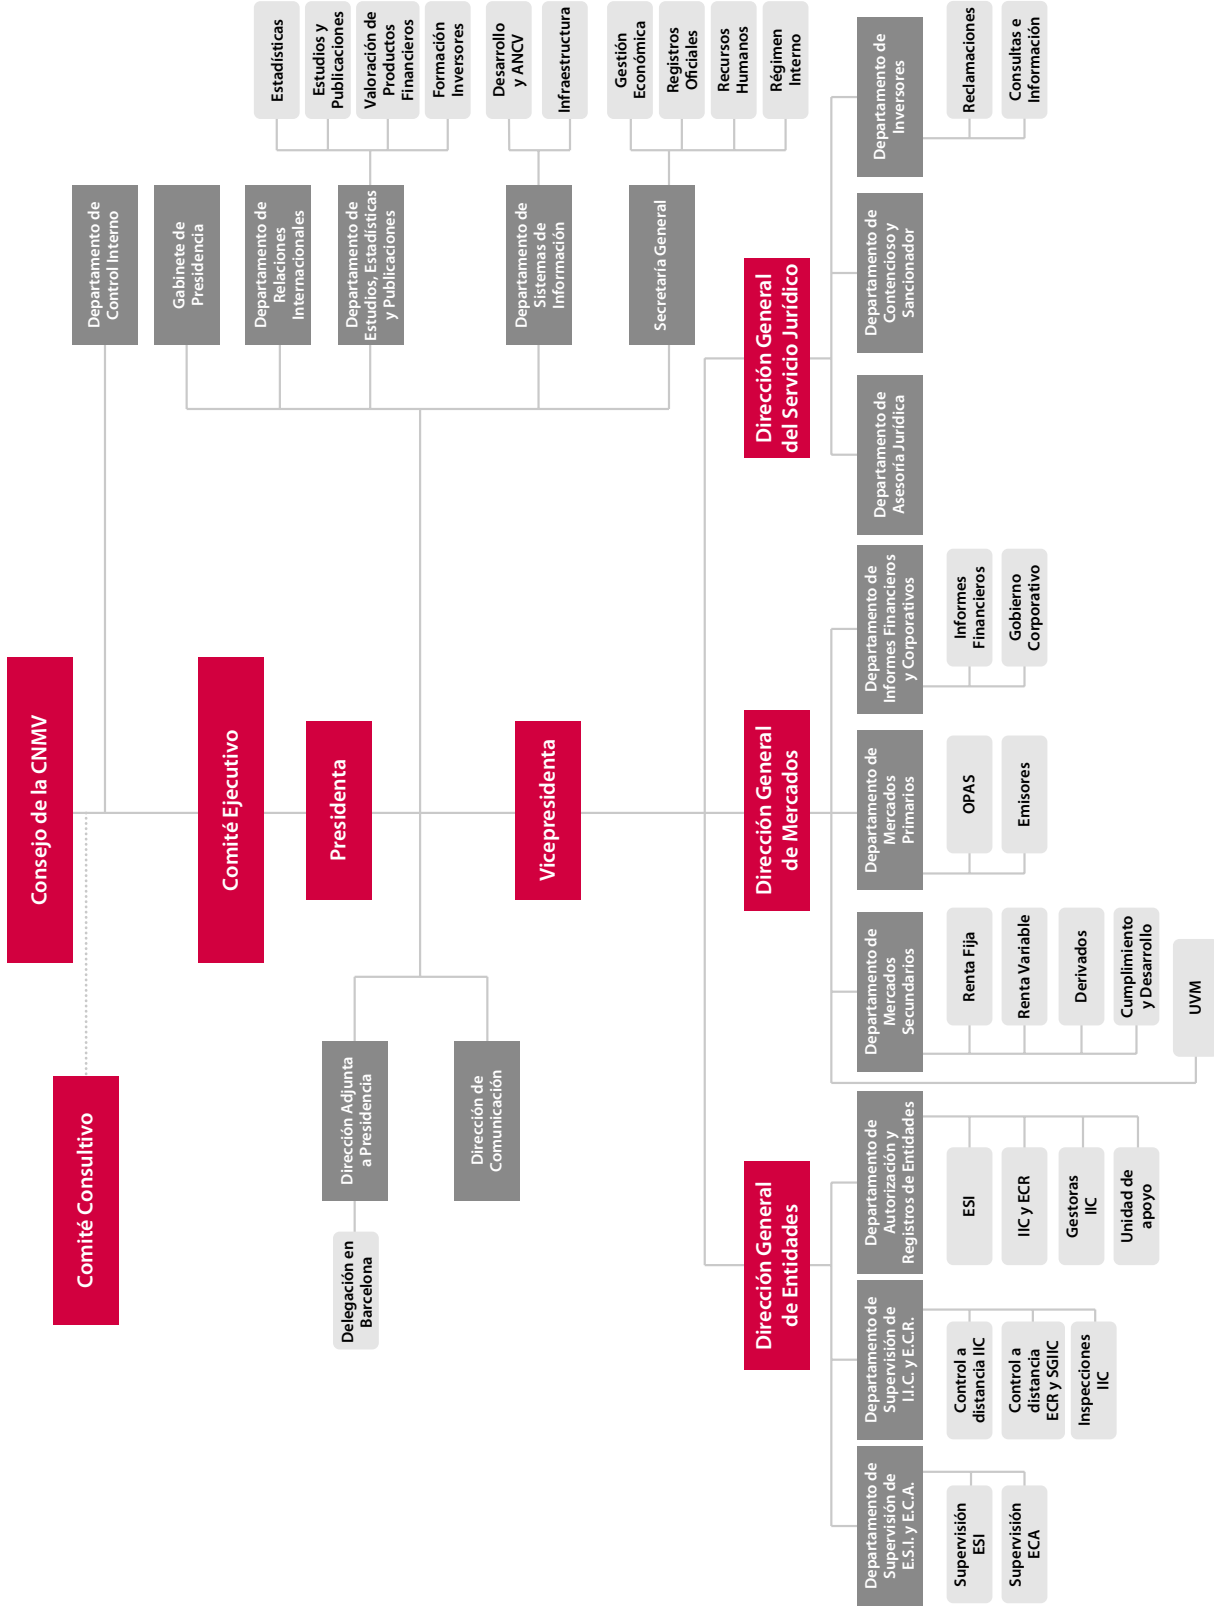 Consejo de la CNMV
Comité Consultivo
Comité Ejecutivo
Presidenta
Vicepresidenta
Departamento de
Control Interno
Gabinete de
Presidencia
Departamento de
Relaciones
Internacionales
Departamento de
Estudios, Estadísticas
y Publicaciones
Estadísticas
Estudios y
Publicaciones
Valoración de
Productos
Financieros
Formación
Inversores
Departamento de
Sistemas de
Información
Desarrollo
y ANCV
Infraestructura
Secretaría General
Gestión
Económica
Registros
Oficiales
Recursos
Humanos
Régimen
Interno
Dirección Adjunta
a Presidencia
Delegación en
Barcelona
Dirección de
Comunicación
Dirección General
de Entidades
Departamento de
Supervisión de
E.S.I. y E.C.A.
Supervisión
ESI
Supervisión
ECA
Departamento de
Supervisión de
I.I.C. y E.C.R.
Control a
distancia IIC
Control a
distancia
ECR y SGIIC
Inspecciones
IIC
Departamento de
Autorización y
Registros de Entidades
ESI
IIC y ECR
Gestoras
IIC
Unidad de
apoyo
Dirección General
de Mercados
Departamento de
Mercados
Secundarios
Renta Fija
Renta Variable
Derivados
Cumplimiento
y Desarrollo
UVM
Departamento de
Mercados
Primarios
OPAS
Emisores
Departamento de
Informes Financieros
y Corporativos
Informes
Financieros
Gobierno
Corporativo
Dirección General
del Servicio Jurídico
Departamento de
Asesoría Jurídica
Departamento de
Contencioso y
Sancionador
Departamento de
Inversores
Reclamaciones
Consultas e
Información